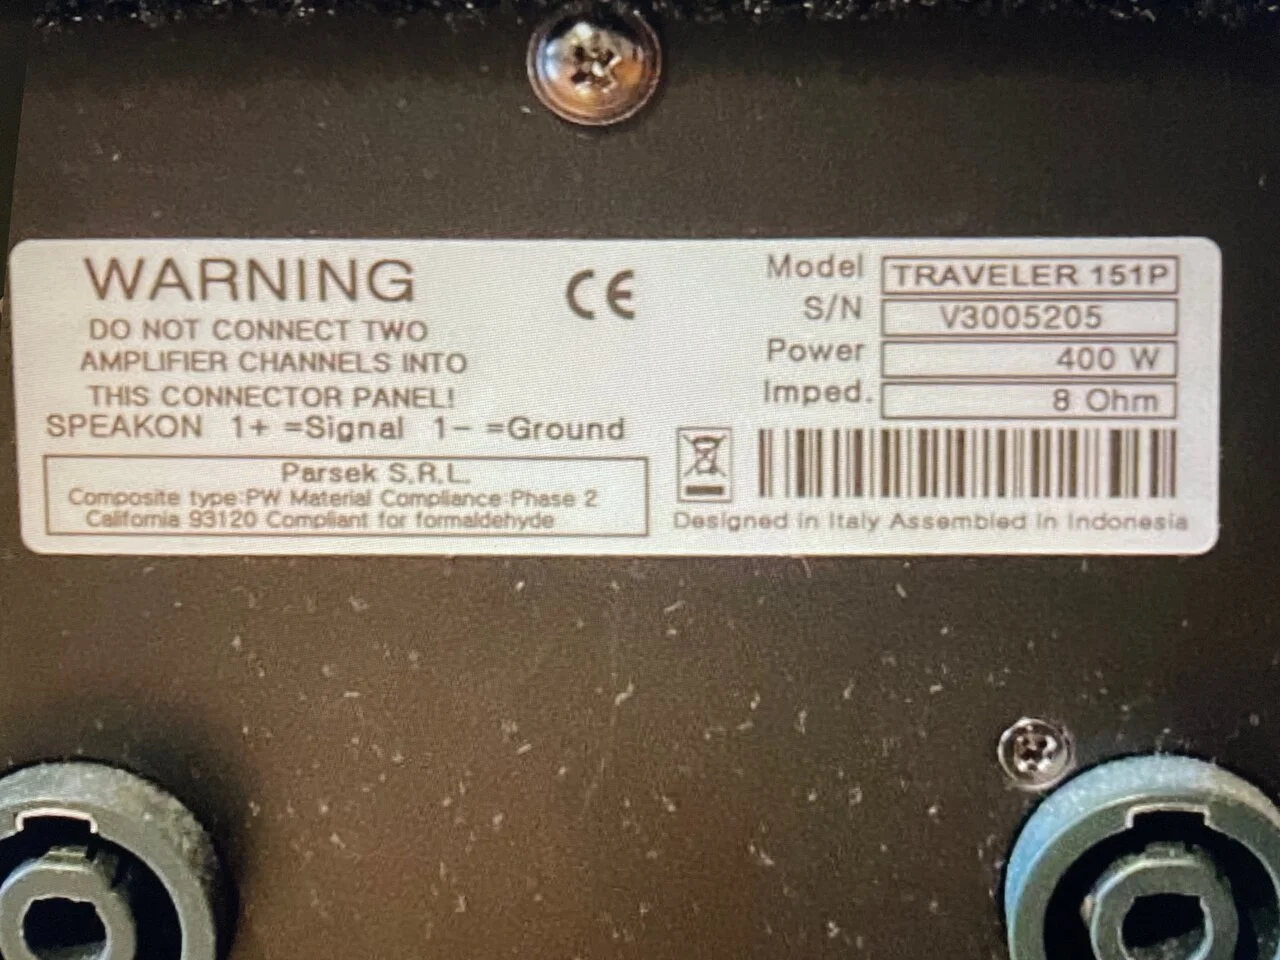 WARNING
DO NOT CONNECT TWO
AMPLIFIER CHANNELS INTO
THIS CONNECTOR PANEL!
SPEAKON 1+ =Signal 1- =Ground
Parsek S.R.L.
Composite type:PW Material Compliance:Phase 2
California 93120 Compliant for formaldehyde
CE
Model TRAVELER 151P
S/N V3005205
Power 400 W
Imped. 8 Ohm
Designed in Italy Assembled in Indonesia